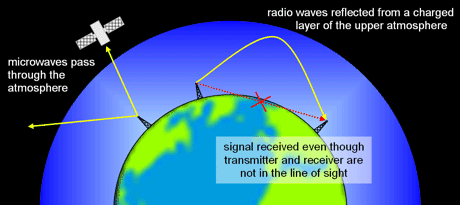 radio waves reflected from a charged
layer of the upper atmosphere
microwaves pass
through the
atmosphere
signal received even though
transmitter and receiver are
not in the line of sight